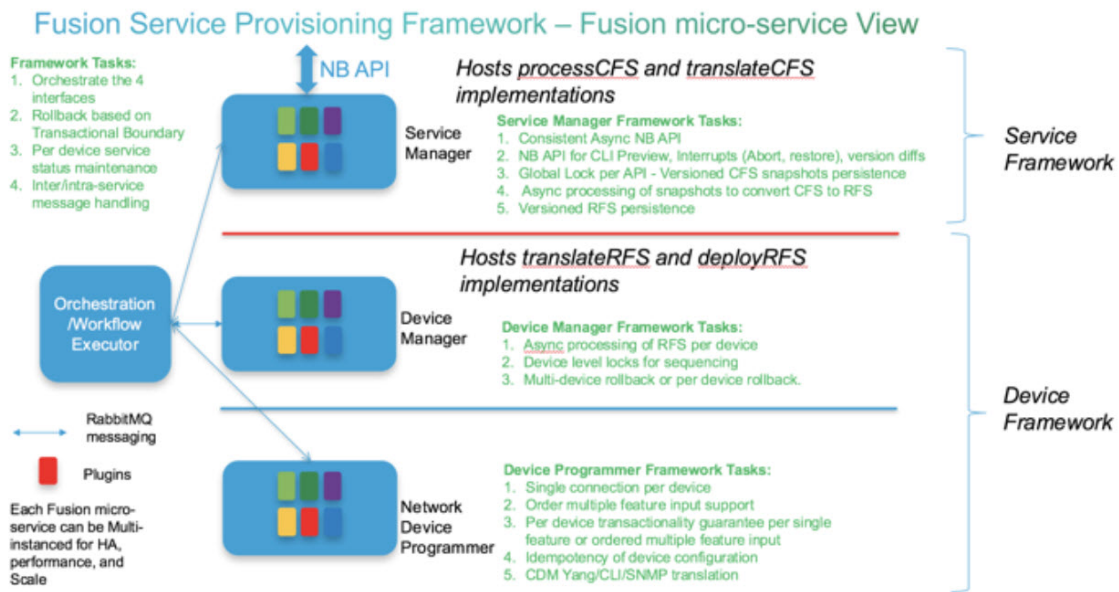 Fusion Service Provisioning Framework – Fusion micro-service View
Framework Tasks:
1. Orchestrate the 4
interfaces
2. Rollback based on
Transactional Boundary
3. Per device service
status maintenance
4. Inter/intra-service
message handling
NB API
Hosts processCFS and translateCFS
implementations
Service
Manager
Service Manager Framework Tasks:
1. Consistent Async NB API
2. NB API for CLI Preview, Interrupts (Abort, restore), version diffs
3. Global Lock per API - Versioned CFS snapshots persistence
4. Async processing of snapshots to convert CFS to RFS
5. Versioned RFS persistence
Service
Framework
Hosts translateRFS and deployRFS
implementations
Orchestration
/Workflow
Executor
Device
Manager
Device Manager Framework Tasks:
1. Async processing of RFS per device
2. Device level locks for sequencing
3. Multi-device rollback or per device rollback.
Device
Framework
RabbitMQ
messaging
Plugins
Each Fusion micro-
service can be Multi-
instanced for HA,
performance, and
Scale
Network
Device
Programmer
Device Programmer Framework Tasks:
1. Single connection per device
2. Order multiple feature input support
3. Per device transactionality guarantee per single
feature or ordered multiple feature input
4. Idempotency of device configuration
5. CDM Yang/CLI/SNMP translation